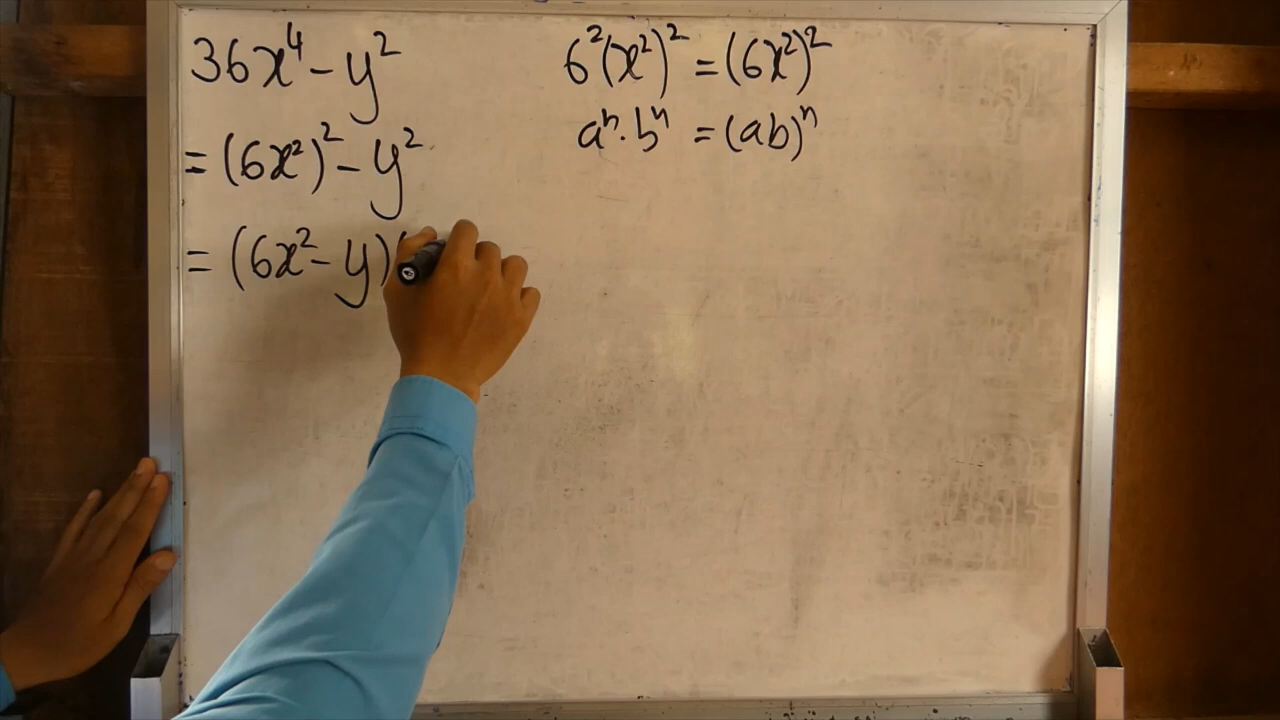 36x⁴ - y²
= (6x²)² - y²
= (6x² - y)(
6²(x²)² = (6x²)²
aⁿ · bⁿ = (ab)ⁿ